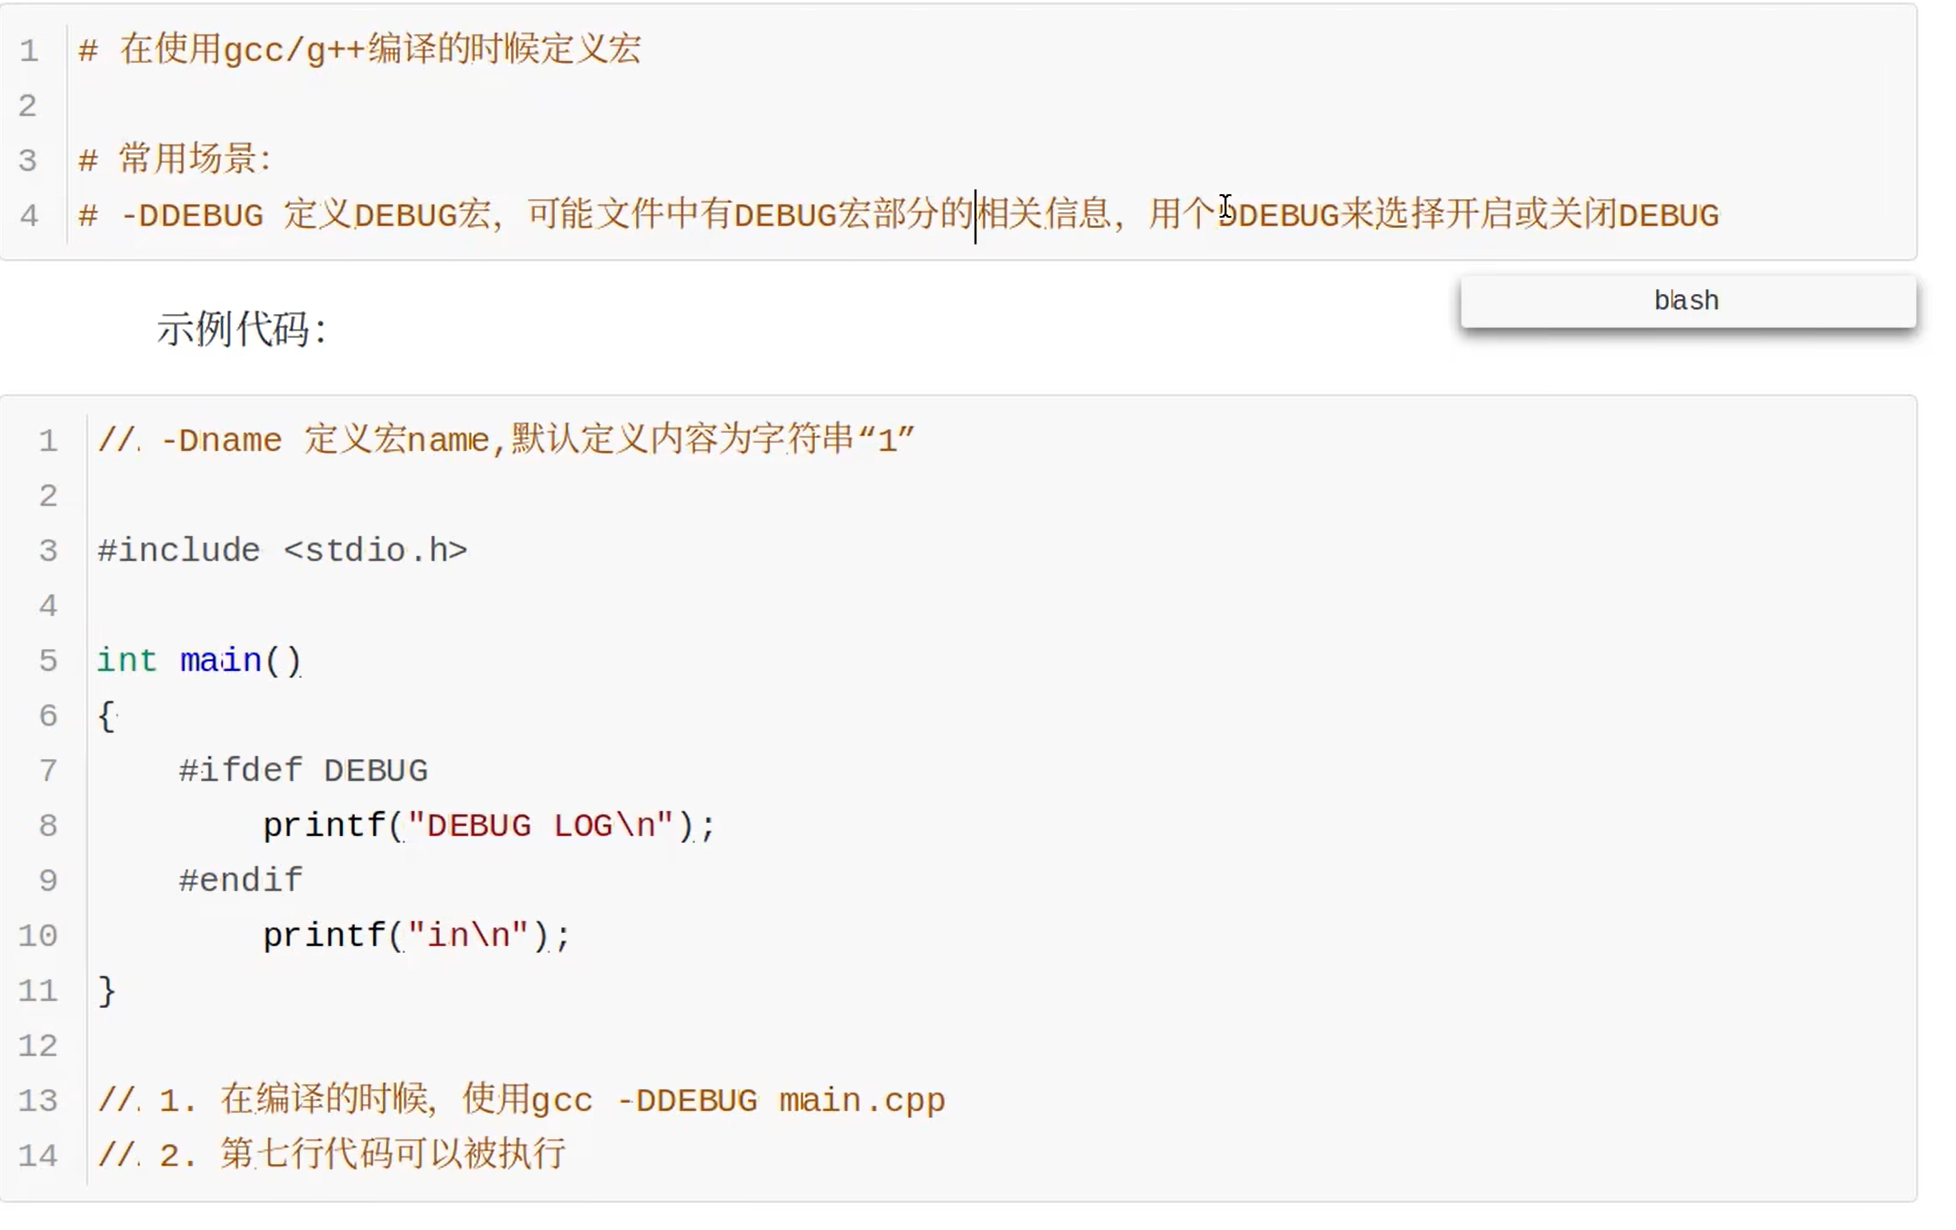 1 # 在使用gcc/g++编译的时候定义宏
2
3 # 常用场景：
4 # -DDEBUG 定义DEBUG宏，可能文件中有DEBUG宏部分的相关信息，用个DDEBUG来选择开启或关闭DEBUG
bash
示例代码：
1 // -Dname 定义宏name,默认定义内容为字符串“1”
2
3 #include <stdio.h>
4
5 int main()
6 {
7 #ifdef DEBUG
8 printf("DEBUG LOG\n");
9 #endif
10 printf("in\n");
11 }
12
13 // 1. 在编译的时候，使用gcc -DDEBUG main.cpp
14 // 2. 第七行代码可以被执行